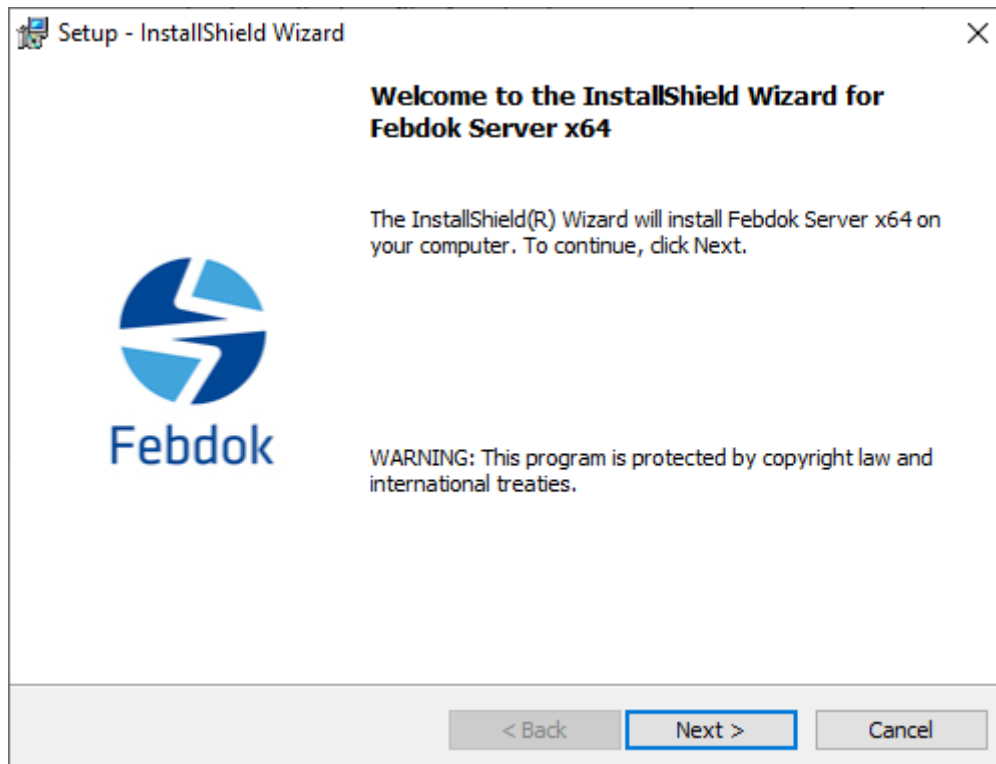 Setup - InstallShield Wizard
Welcome to the InstallShield Wizard for
Febdok Server x64
The InstallShield(R) Wizard will install Febdok Server x64 on
your computer. To continue, click Next.
Febdok
WARNING: This program is protected by copyright law and
international treaties.
< Back
Next >
Cancel